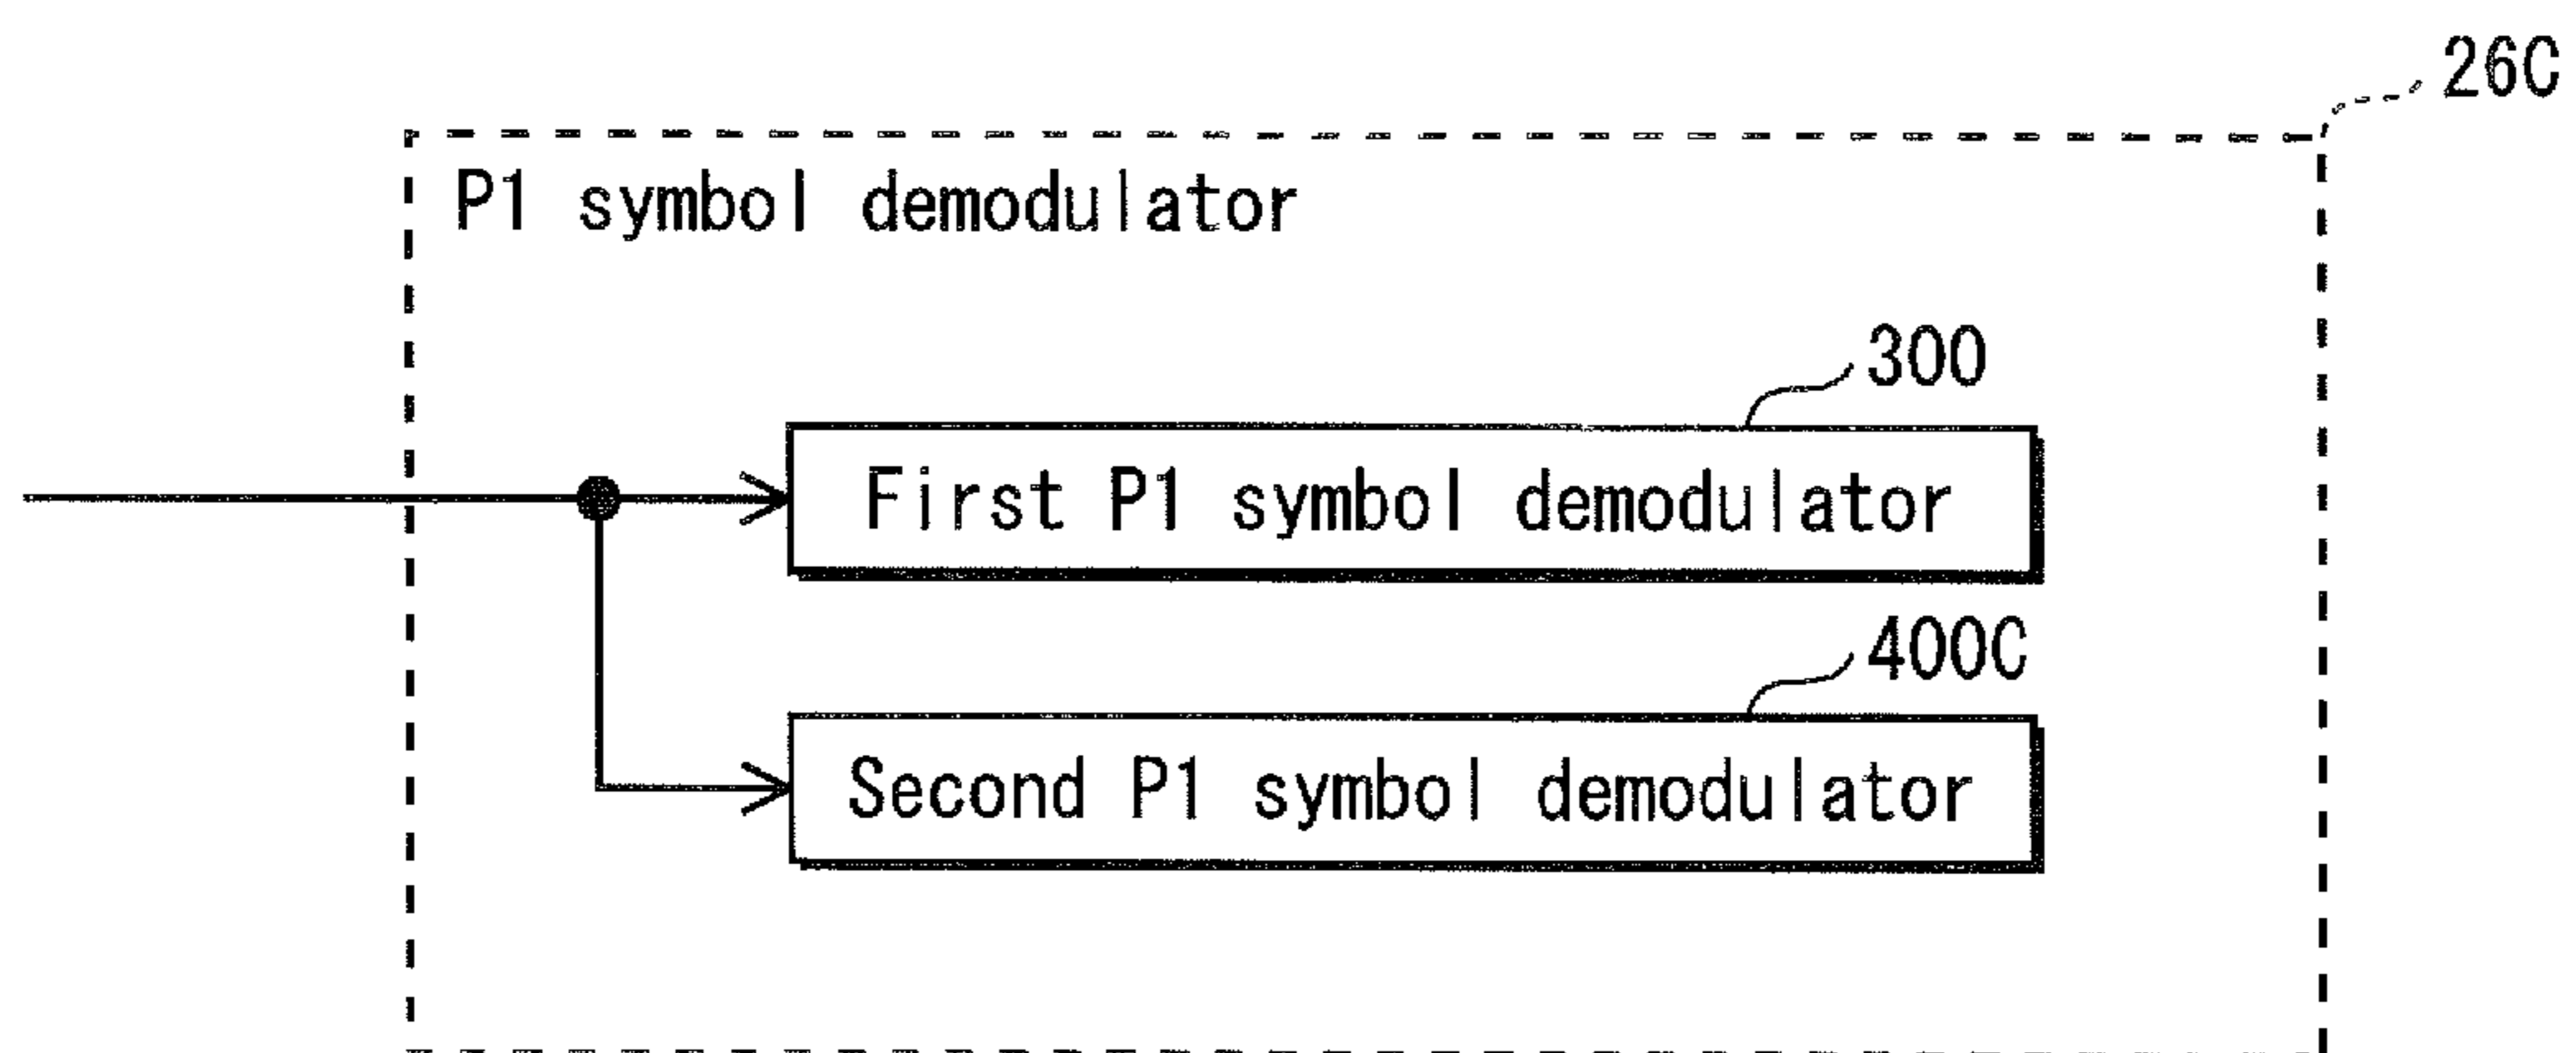 26C
P1 symbol demodulator
300
First P1 symbol demodulator
400C
Second P1 symbol demodulator